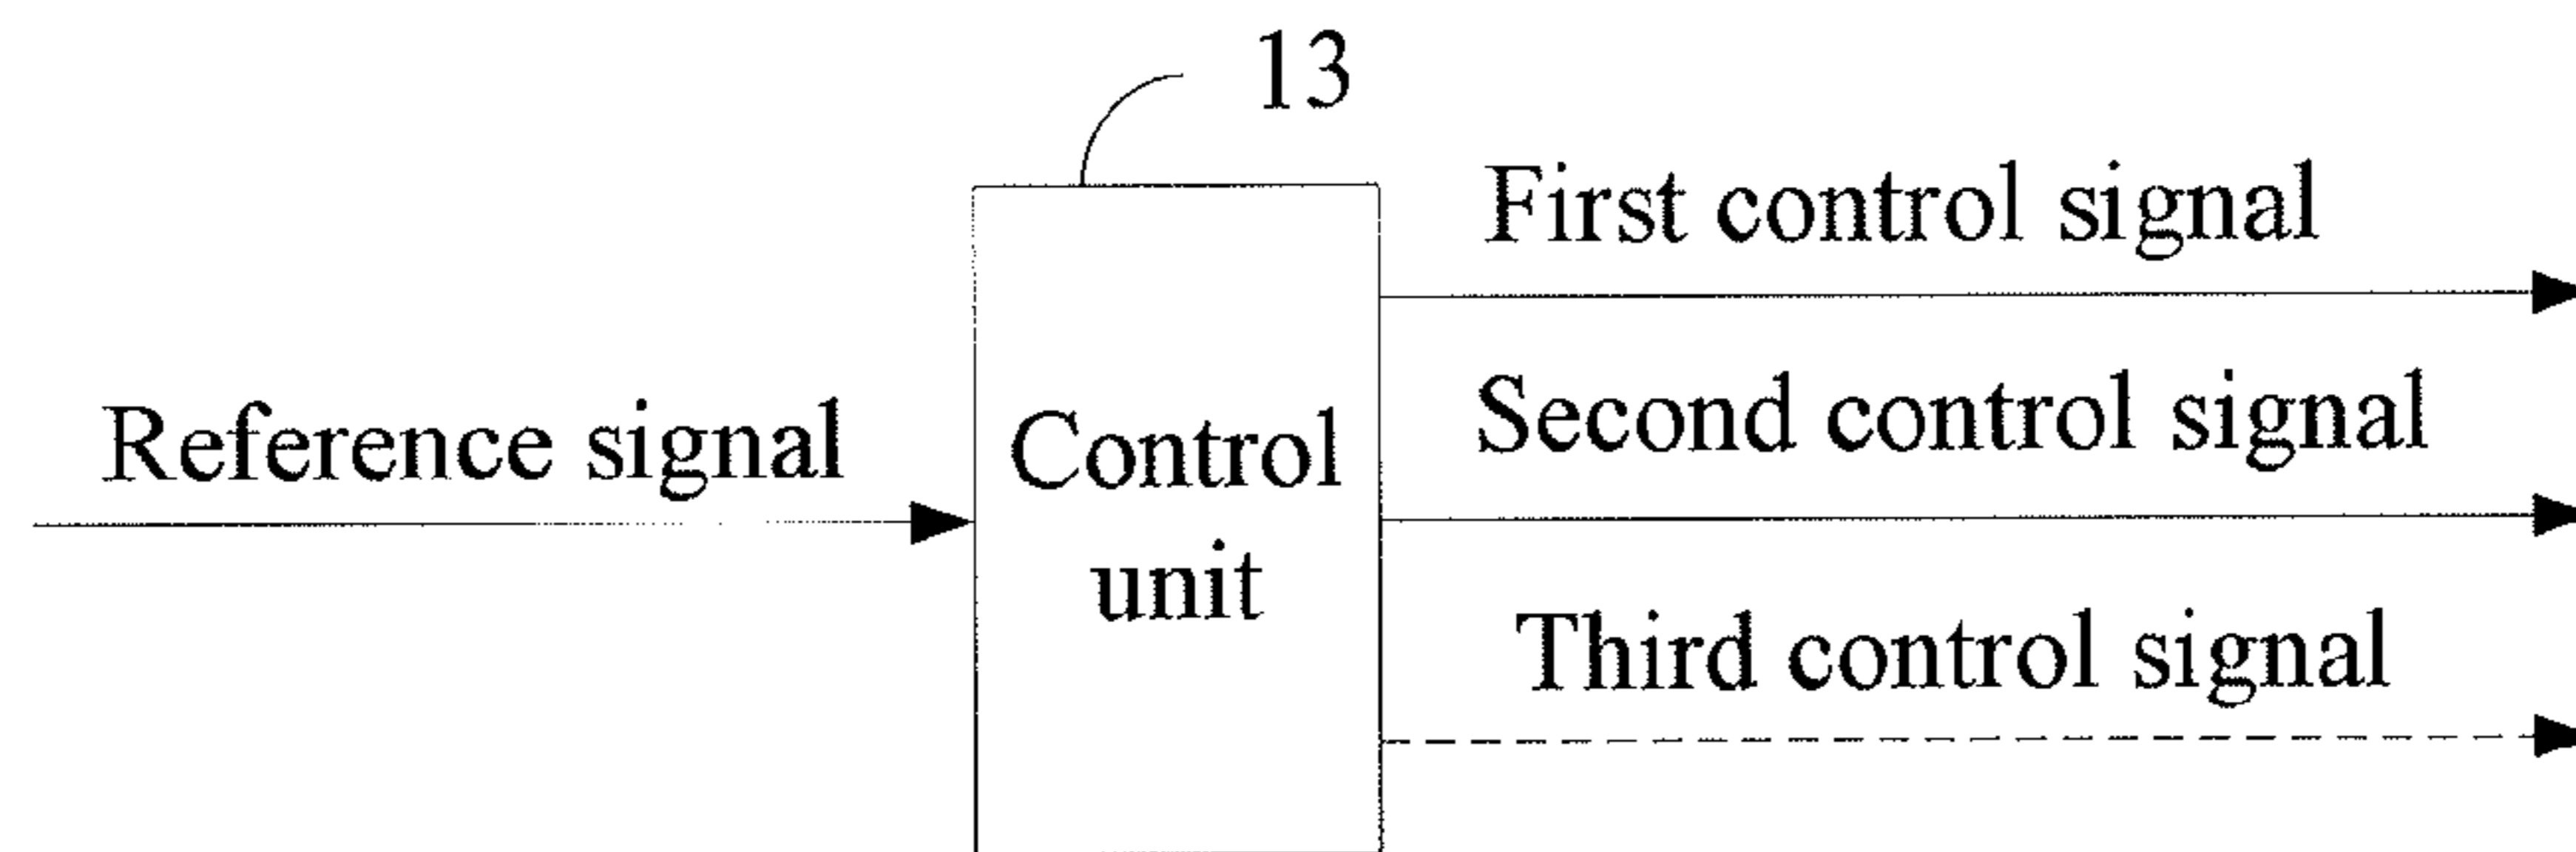 13
First control signal
Reference signal
Control
unit
Second control signal
Third control signal